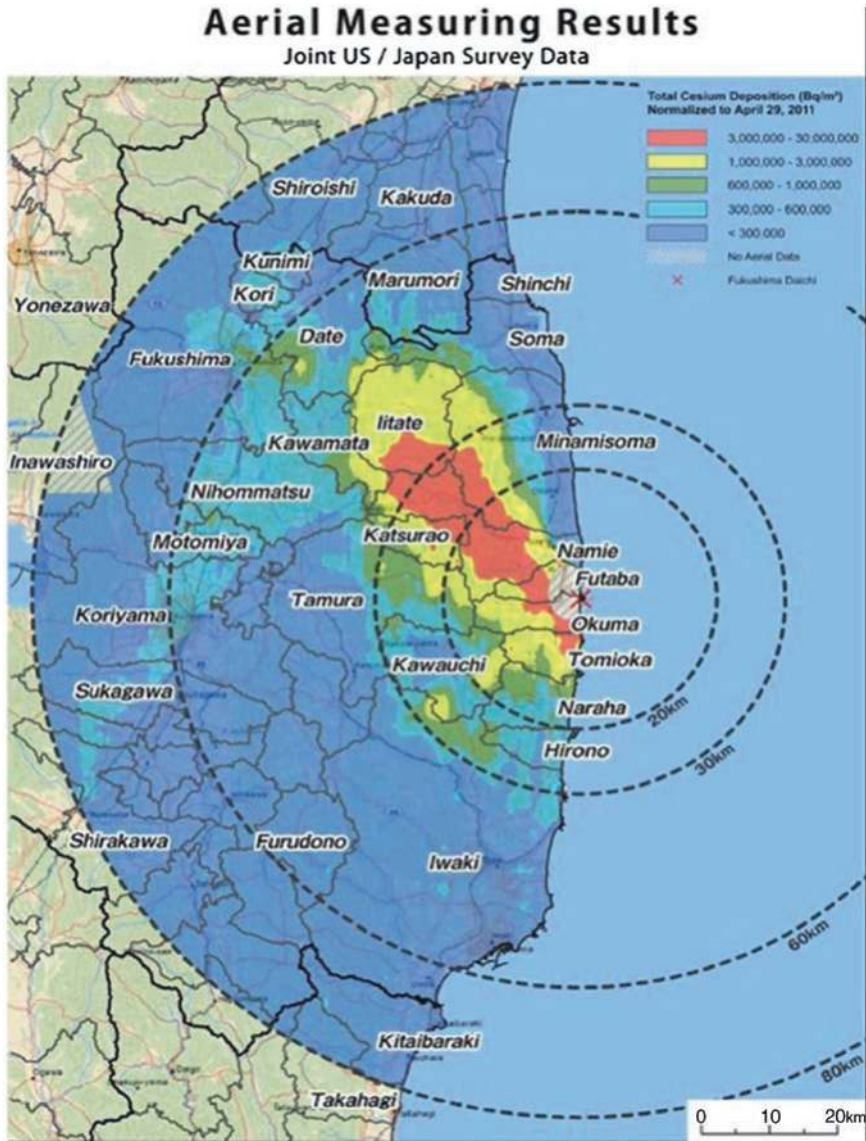 Aerial Measuring Results
Joint US / Japan Survey Data
Total Cesium Deposition (Bq/m²)
Normalized to April 29, 2011
3,000,000 - 30,000,000
1,000,000 - 3,000,000
600,000 - 1,000,000
300,000 - 600,000
< 300,000
No Aerial Data
Fukushima Daiichi
Shiroishi
Kakuda
Kunimi
Marumori
Shinchi
Kori
Yonezawa
Date
Soma
Fukushima
Iitate
Kawamata
Minamisoma
Inawashiro
Nihommatsu
Katsurao
Motomiya
Namie
Futaba
Tamura
Koriyama
Okuma
Kawauchi
Tomioka
Sukagawa
Naraha
20km
Hirono
30km
Shirakawa
Furudono
Iwaki
60km
Kitaibaraki
80km
Takahagi
0 10 20km